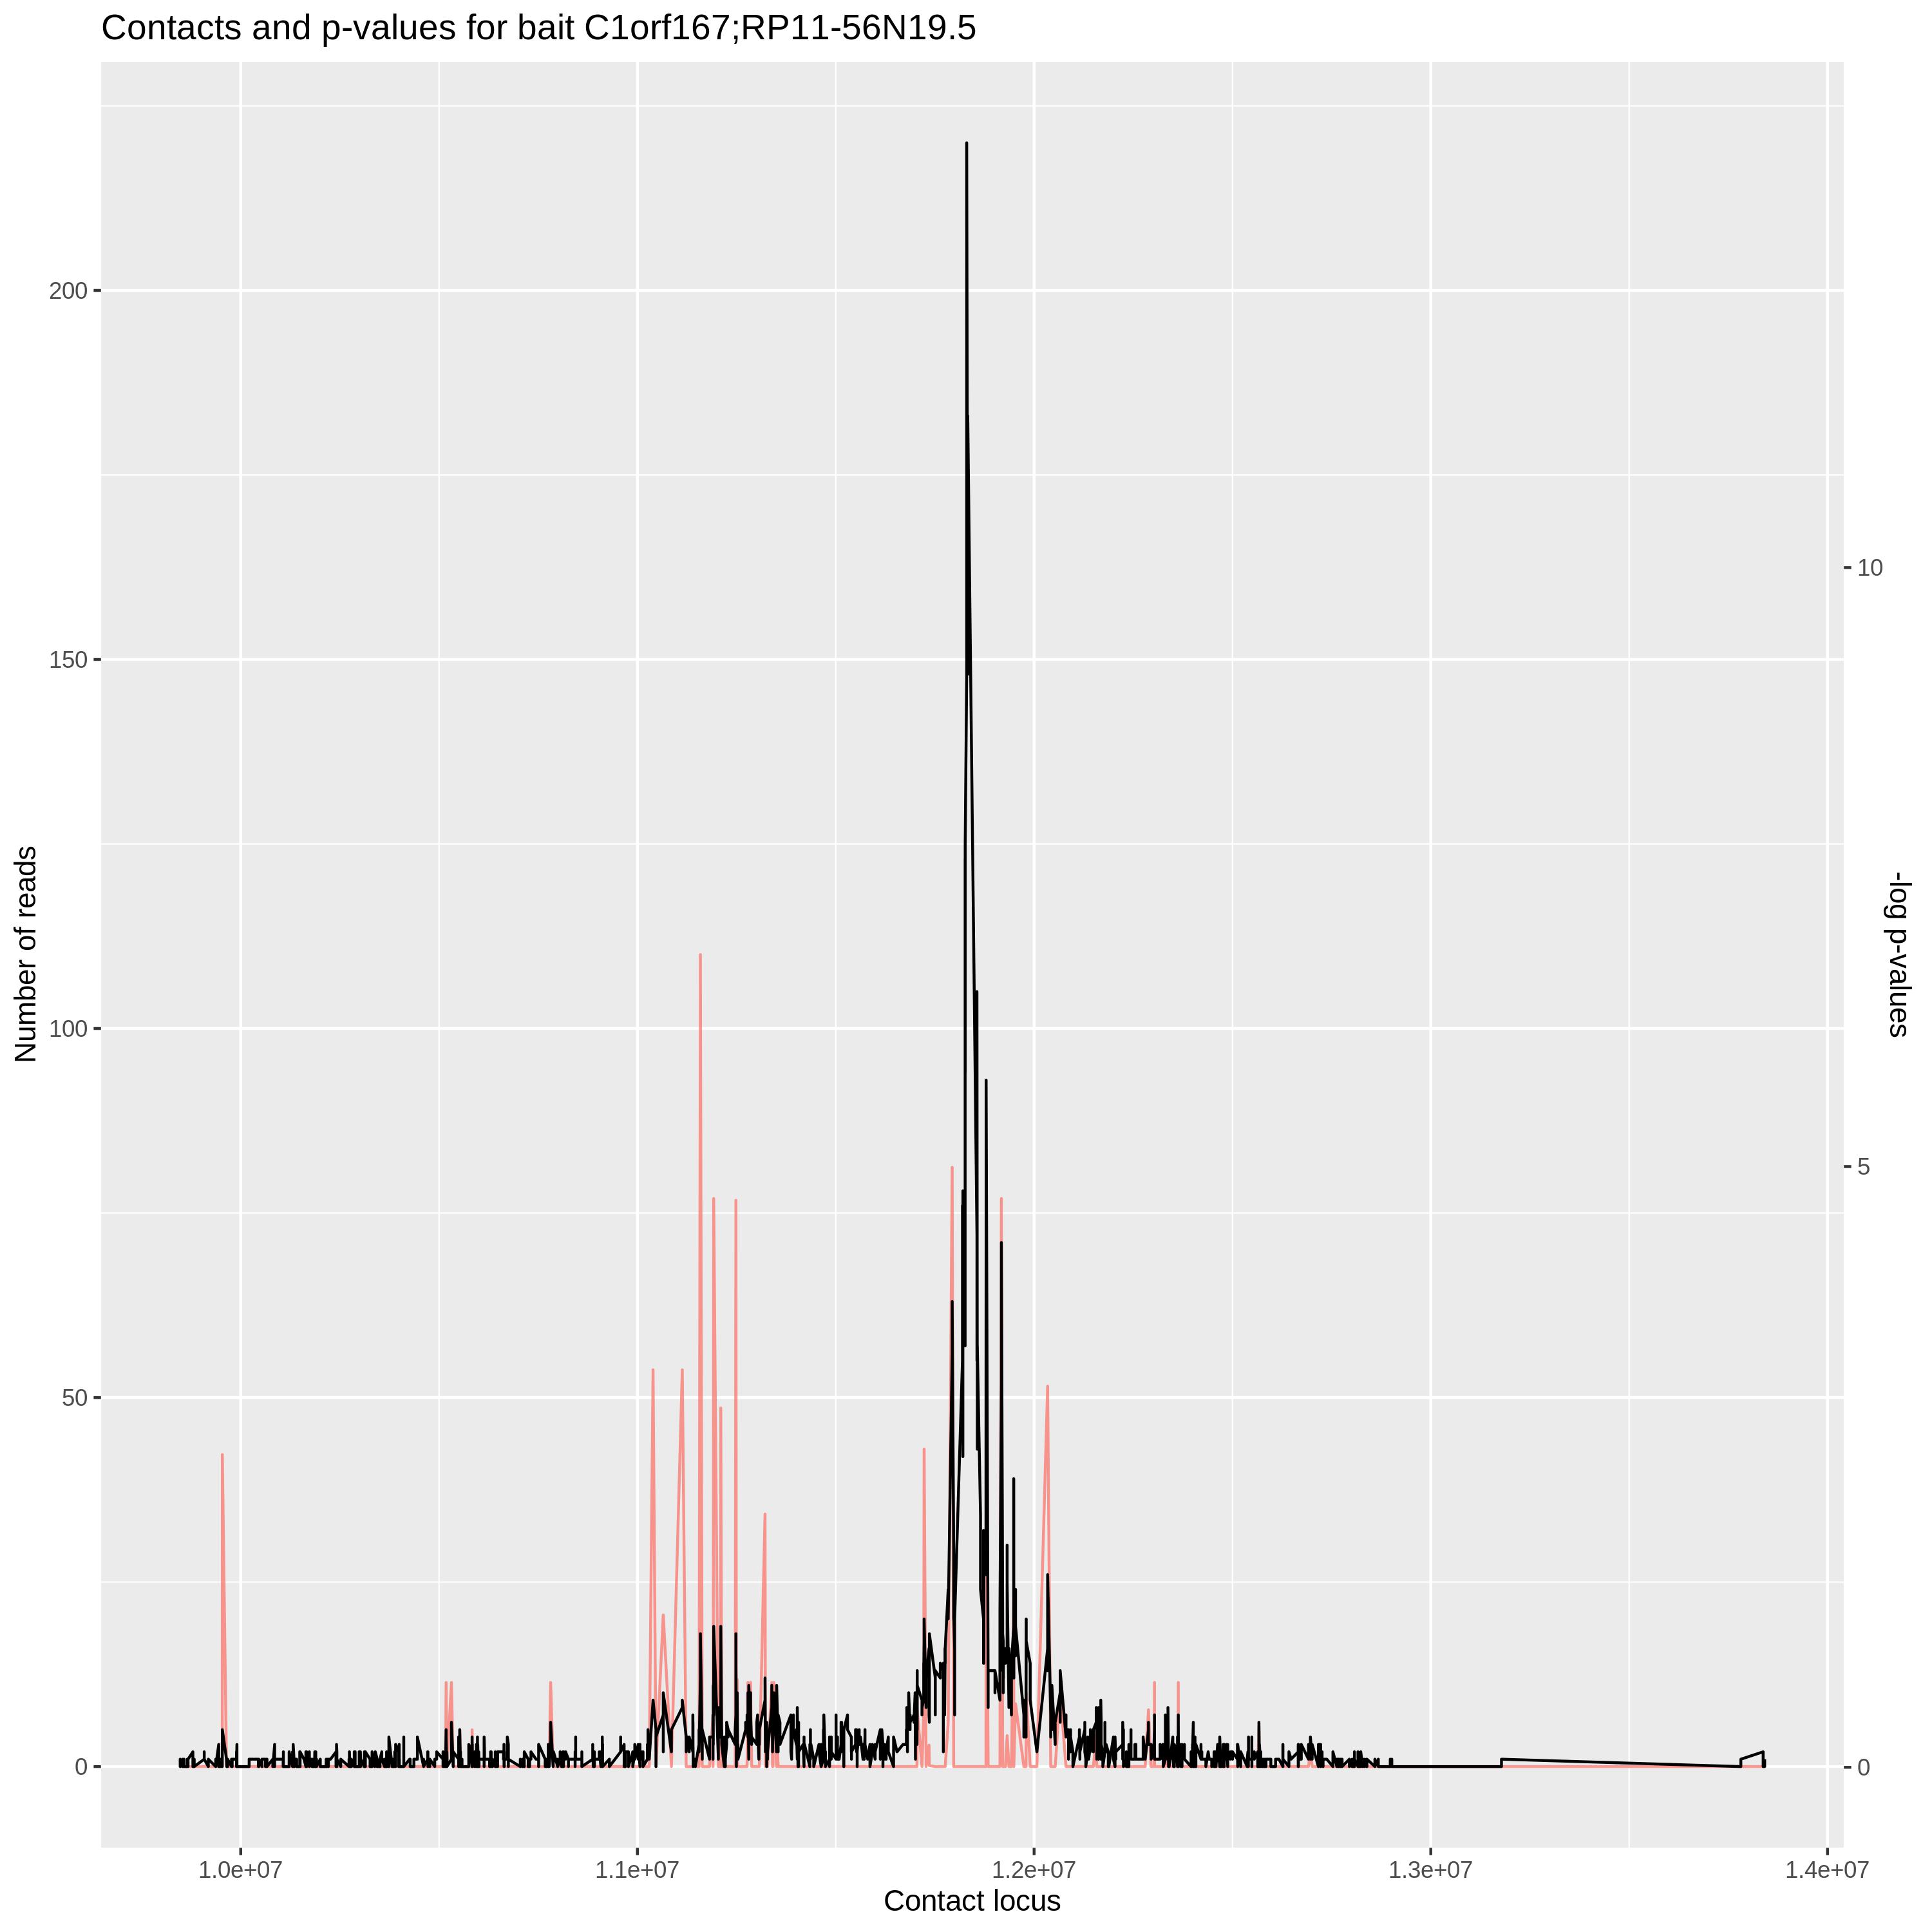 Contacts and p-values for bait C1orf167;RP11-56N19.5
Number of reads
200
150
100
50
0
10
5
0
-log p-values
1.0e+07
1.1e+07
1.2e+07
1.3e+07
1.4e+07
Contact locus